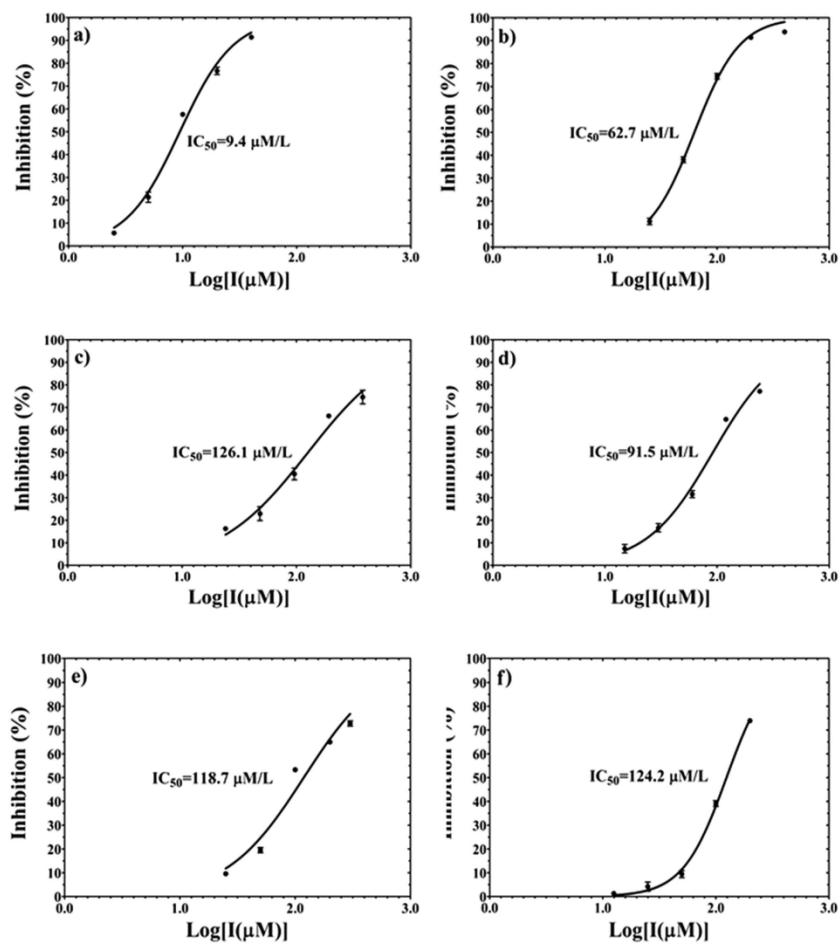 a)
Inhibition (%)
100
90
80
70
60
50
40
30
20
10
0
IC50=9.4 μM/L
0.0 1.0 2.0 3.0
Log[I(μM)]
b)
Inhibition (%)
100
90
80
70
60
50
40
30
20
10
0
IC50=62.7 μM/L
0.0 1.0 2.0 3.0
Log[I(μM)]
c)
Inhibition (%)
100
90
80
70
60
50
40
30
20
10
0
IC50=126.1 μM/L
0.0 1.0 2.0 3.0
Log[I(μM)]
d)
Inhibition (%)
100
90
80
70
60
50
40
30
20
10
0
IC50=91.5 μM/L
0.0 1.0 2.0 3.0
Log[I(μM)]
e)
Inhibition (%)
100
90
80
70
60
50
40
30
20
10
0
IC50=118.7 μM/L
0.0 1.0 2.0 3.0
Log[I(μM)]
f)
Inhibition (%)
100
90
80
70
60
50
40
30
20
10
0
IC50=124.2 μM/L
0.0 1.0 2.0 3.0
Log[I(μM)]